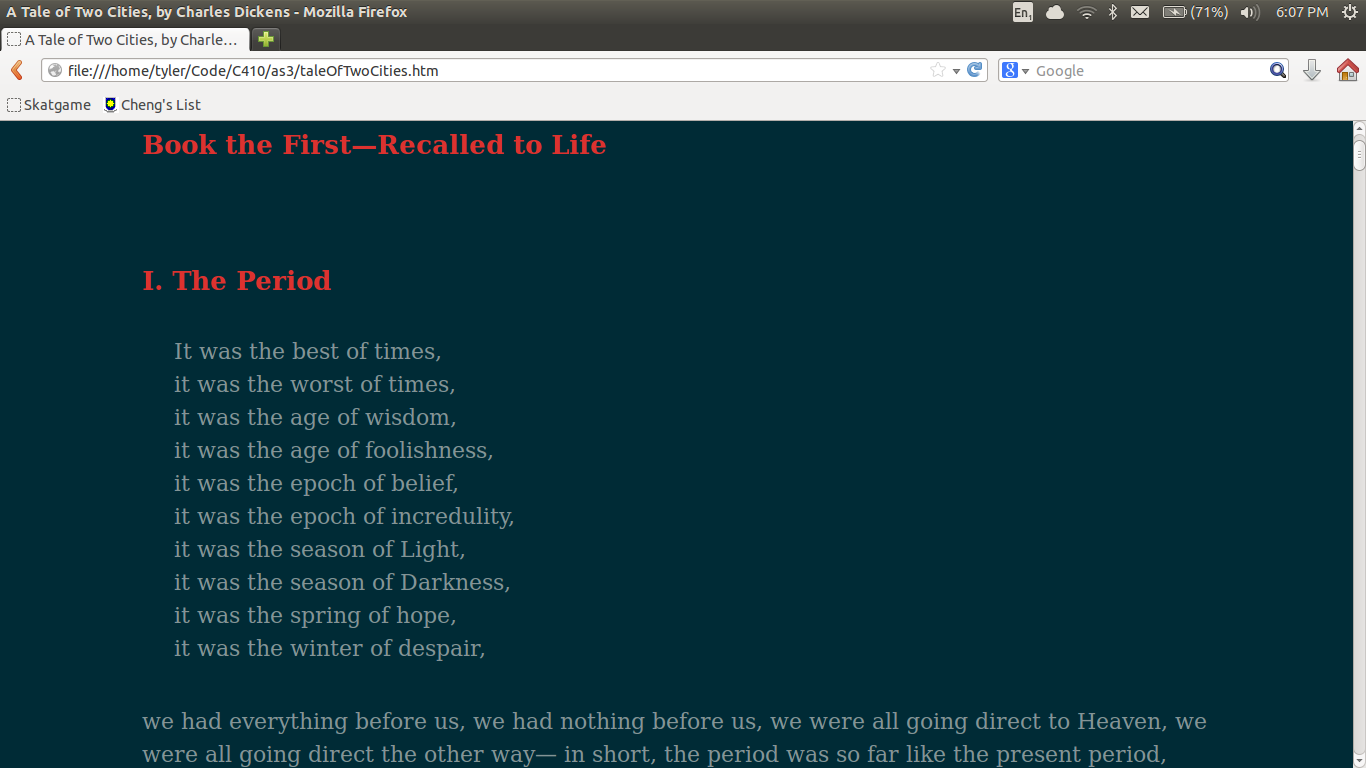 A Tale of Two Cities, by Charles Dickens - Mozilla Firefox
En1 (71%) 6:07 PM
A Tale of Two Cities, by Charle...
file:///home/tyler/Code/C410/as3/taleOfTwoCities.htm
8 Google
Skatgame Cheng's List
Book the First—Recalled to Life
I. The Period
It was the best of times,
it was the worst of times,
it was the age of wisdom,
it was the age of foolishness,
it was the epoch of belief,
it was the epoch of incredulity,
it was the season of Light,
it was the season of Darkness,
it was the spring of hope,
it was the winter of despair,
we had everything before us, we had nothing before us, we were all going direct to Heaven, we
were all going direct the other way— in short, the period was so far like the present period,